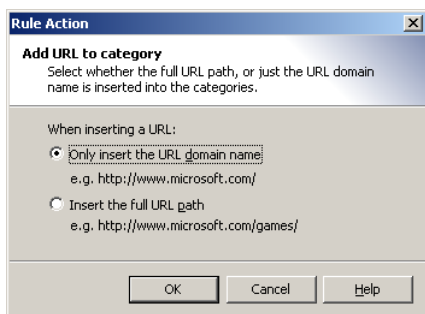 Rule Action
Add URL to category
Select whether the full URL path, or just the URL domain
name is inserted into the categories.
When inserting a URL:
Only insert the URL domain name
e.g. http://www.microsoft.com/
Insert the full URL path
e.g. http://www.microsoft.com/games/
OK
Cancel
Help